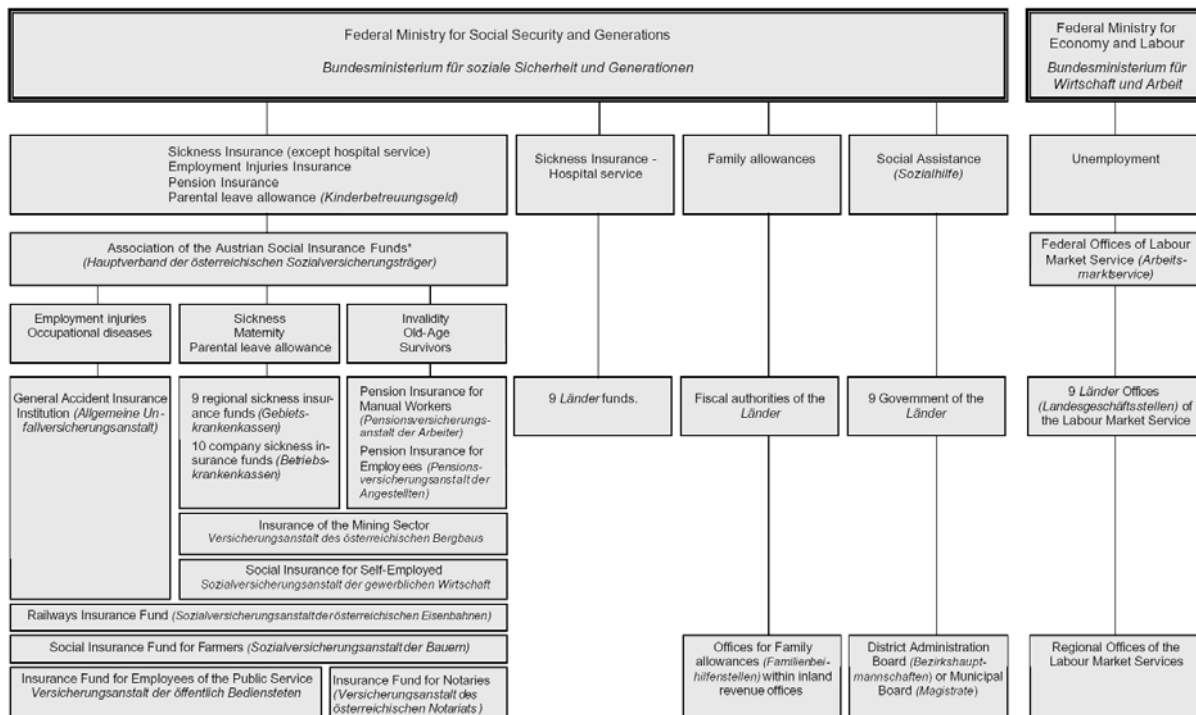 Federal Ministry for Social Security and Generations
Bundesministerium für soziale Sicherheit und Generationen
Federal Ministry for
Economy and Labour
Bundesministerium für
Wirtschaft und Arbeit
Sickness Insurance (except hospital service)
Employment Injuries Insurance
Pension Insurance
Parental leave allowance (Kinderbetreuungsgeld)
Sickness Insurance -
Hospital service
Family allowances
Social Assistance
(Sozialhilfe)
Unemployment
Association of the Austrian Social Insurance Funds*
(Hauptverband der österreichischen Sozialversicherungsträger)
Federal Offices of Labour
Market Service (Arbeits-
marktservice)
Employment injuries
Occupational diseases
Sickness
Maternity
Parental leave allowance
Invalidity
Old-Age
Survivors
General Accident Insurance
Institution (Allgemeine Un-
fallversicherungsanstalt)
9 regional sickness insur-
ance funds (Gebiets-
krankenkassen)
10 company sickness in-
surance funds (Betriebs-
krankenkassen)
Pension Insurance for
Manual Workers
(Pensionsversicherungs-
anstalt der Arbeiter)
Pension Insurance for
Employees (Pensions-
versicherungsanstalt der
Angestellten)
9 Länder funds.
Fiscal authorities of the
Länder
9 Government of the
Länder
9 Länder Offices
(Landesgeschäftsstellen) of
the Labour Market Service
Insurance of the Mining Sector
Versicherungsanstalt des österreichischen Bergbaus
Social Insurance for Self-Employed
Sozialversicherungsanstalt der gewerblichen Wirtschaft
Railways Insurance Fund (Sozialversicherungsanstalt der österreichischen Eisenbahnen)
Social Insurance Fund for Farmers (Sozialversicherungsanstalt der Bauern)
Insurance Fund for Employees of the Public Service
Versicherungsanstalt der öffentlich Bediensteten
Insurance Fund for Notaries
(Versicherungsanstalt des
österreichischen Notariats)
Offices for Family
allowances (Familienbei-
hilfenstellen) within inland
revenue offices
District Administration
Board (Bezirkshaupt-
mannschaften) or Municipal
Board (Magistrate)
Regional Offices of the
Labour Market Services